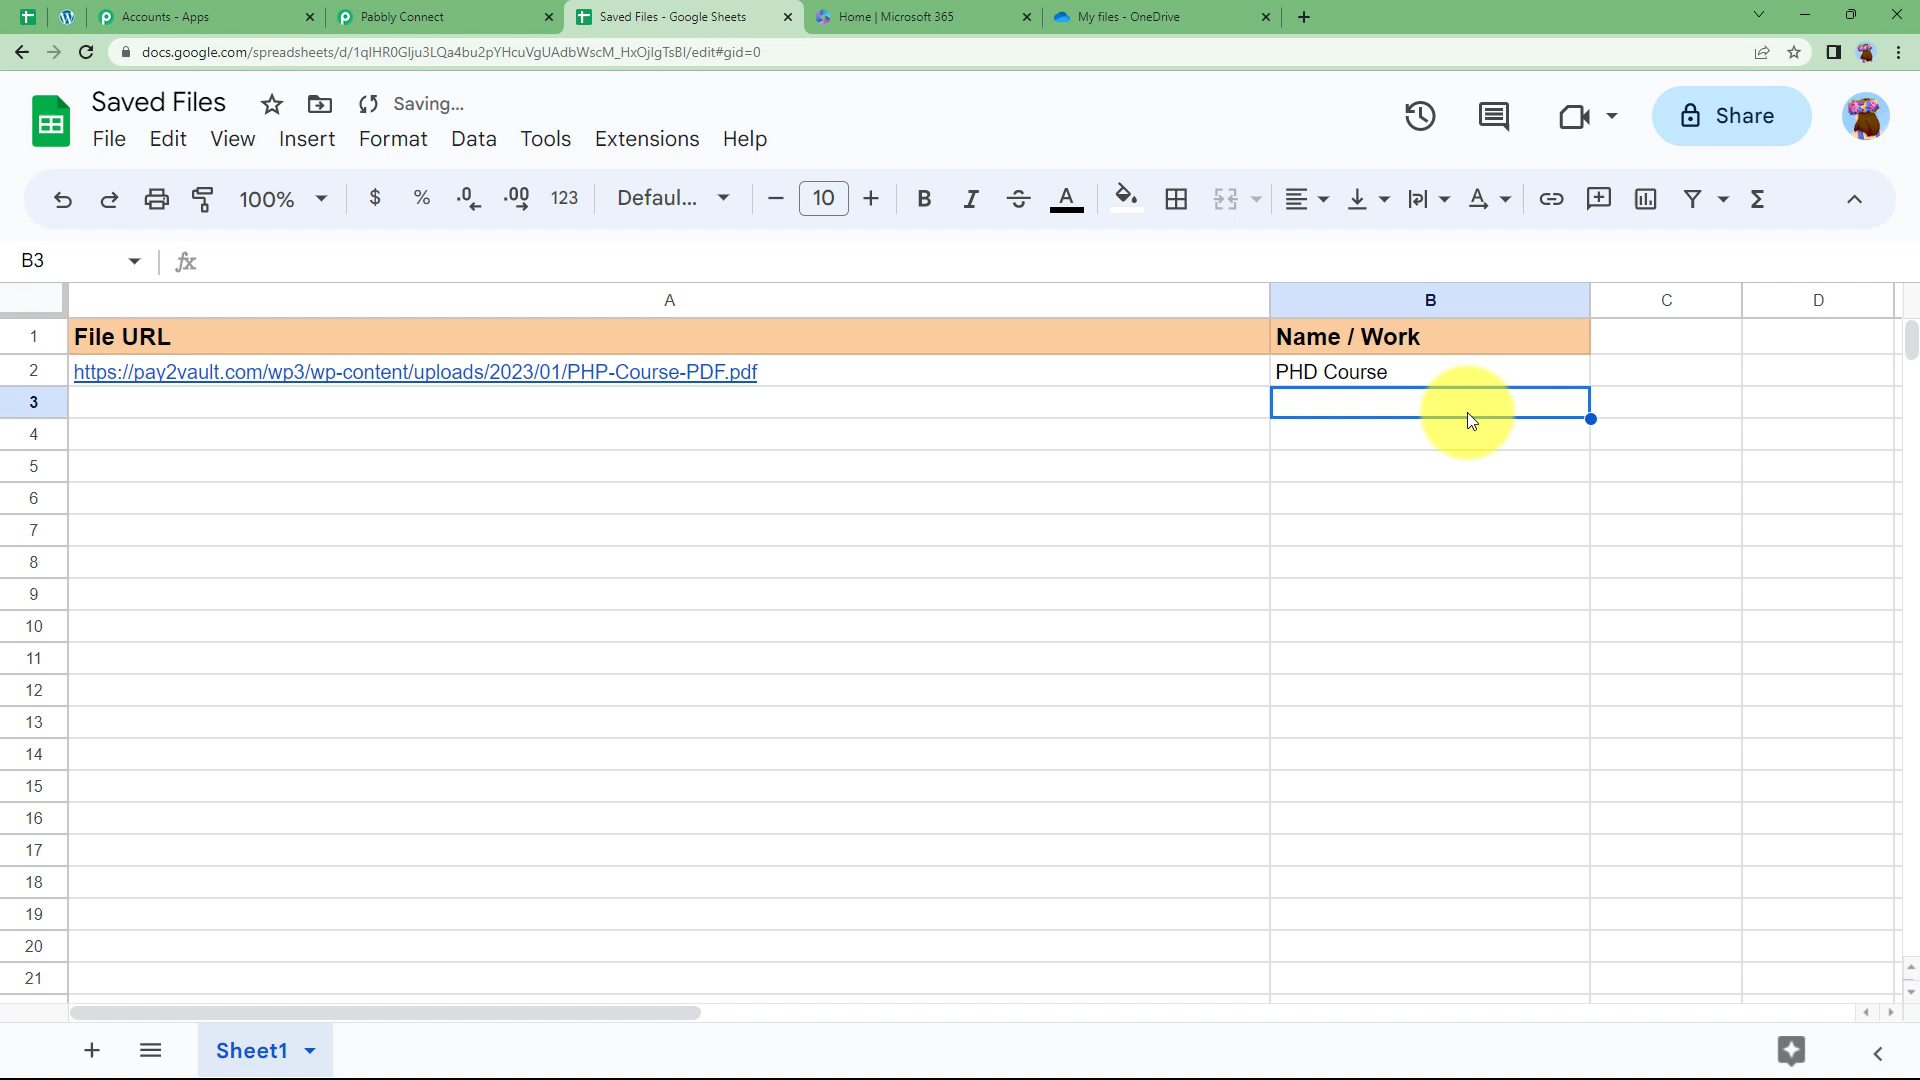 Accounts - Apps
Pabbly Connect
Saved Files - Google Sheets
Home | Microsoft 365
My files - OneDrive
docs.google.com/spreadsheets/d/1qIHR0Glju3LQa4bu2pYHcuVgUAdbWscM_HxOjlgTsBI/edit#gid=0
Saved Files
Saving...
File Edit View Insert Format Data Tools Extensions Help
Share
100% $ % .0 .00 123 Defaul... 10 B I A Σ
B3
fx
A B C D
1 File URL Name / Work
2 https://pay2vault.com/wp3/wp-content/uploads/2023/01/PHP-Course-PDF.pdf PHD Course
3
4
5
6
7
8
9
10
11
12
13
14
15
16
17
18
19
20
21
Sheet1